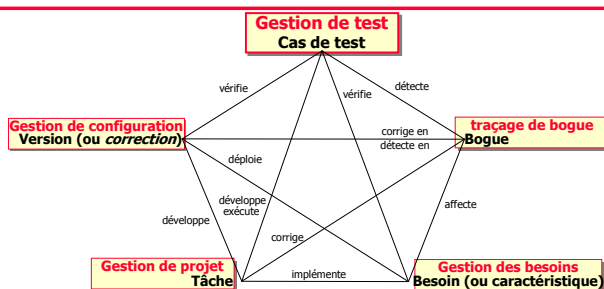 Gestion de test
Cas de test
vérifie
vérifie
détecte
Gestion de configuration
Version (ou correction)
corrige en
détecte en
traçage de bogue
Bogue
déploie
développe
développe
exécute
corrige
affecte
Gestion de projet
Tâche
implémente
Gestion des besoins
Besoin (ou caractéristique)